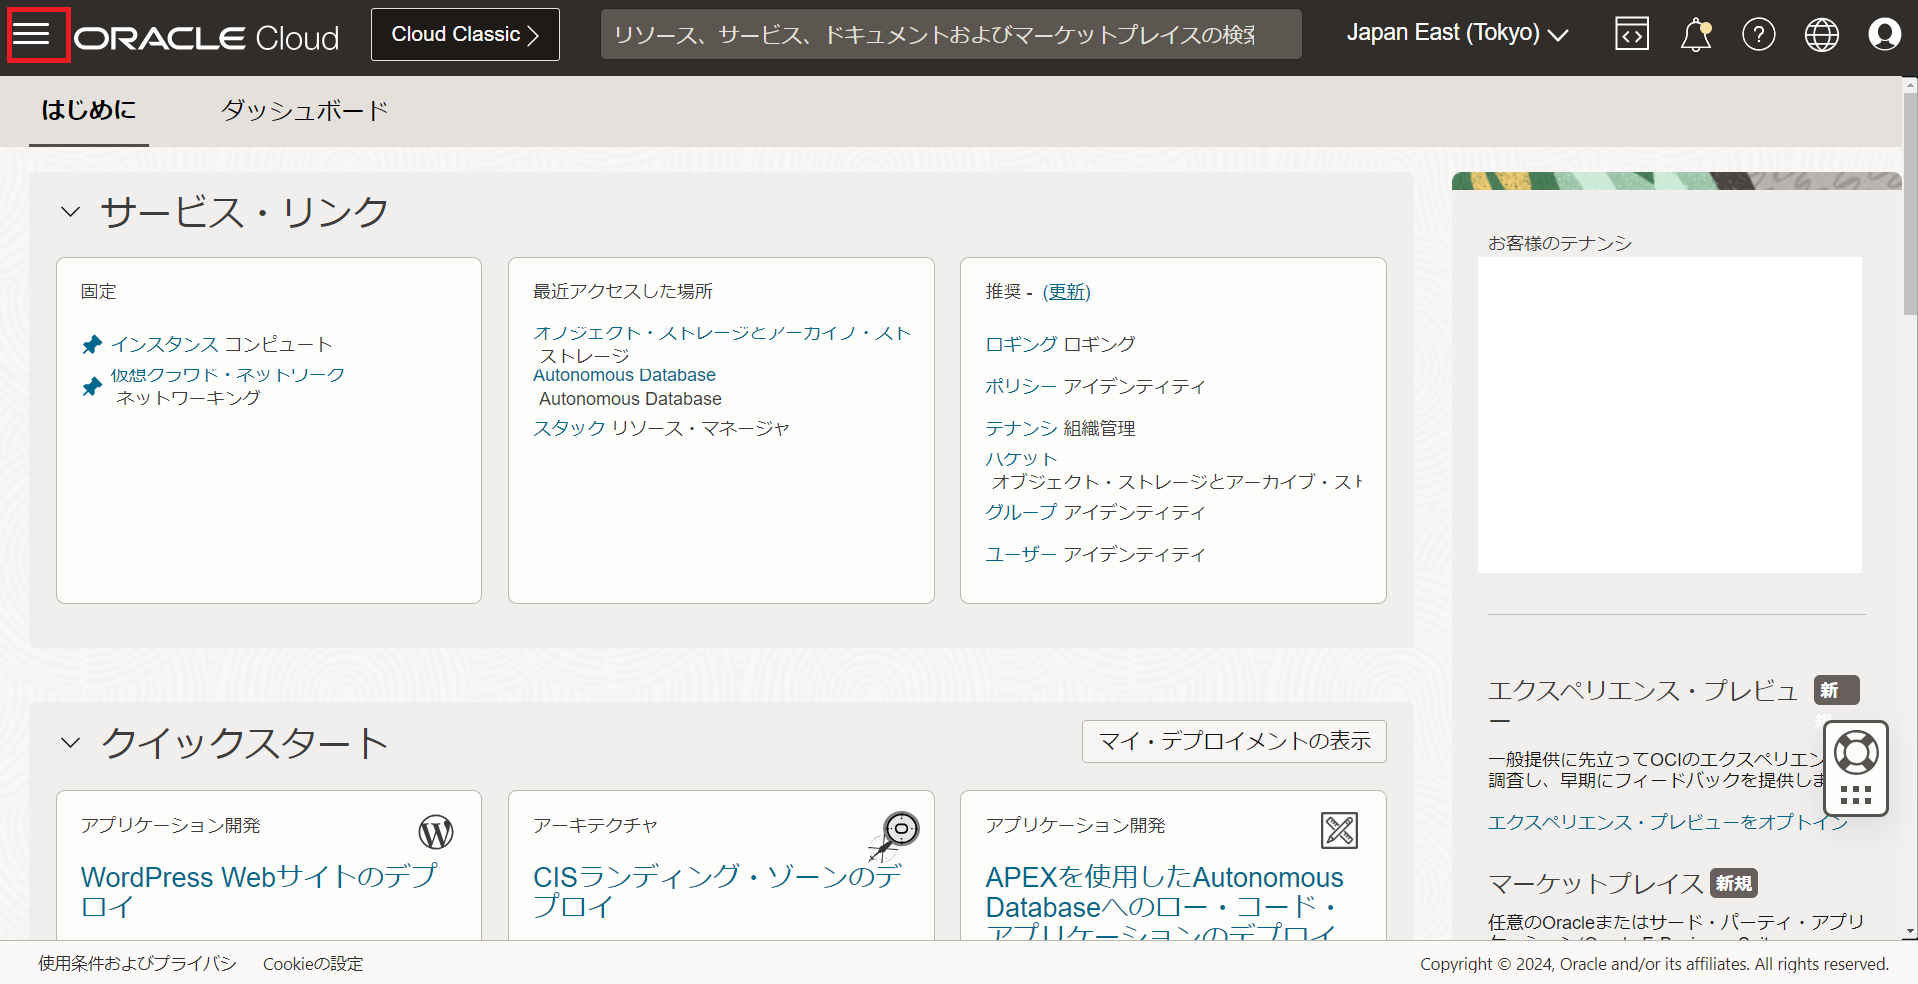 ORACLE Cloud
Cloud Classic
リソース、サービス、ドキュメントおよびマーケットプレイスの検索
Japan East (Tokyo)
はじめに
ダッシュボード
サービス・リンク
固定
インスタンス コンピュート
仮想クラウド・ネットワーク
ネットワーキング
最近アクセスした場所
オブジェクト・ストレージとアーカイブ・スト
ストレージ
Autonomous Database
Autonomous Database
スタック リソース・マネージャ
推奨 - (更新)
ロギング ロギング
ポリシー アイデンティティ
テナンシ 組織管理
バケット
オブジェクト・ストレージとアーカイブ・スト
グループ アイデンティティ
ユーザー アイデンティティ
お客様のテナンシ
エクスペリエンス・プレビュ
ー
新
規
一般提供に先立ってOCIのエクスペリエン
調査し、早期にフィードバックを提供しま
エクスペリエンス・プレビューをオプトイン
マーケットプレイス 新規
任意のOracleまたはサード・パーティ・アプリ
クイックスタート
マイ・デプロイメントの表示
アプリケーション開発
WordPress Webサイトのデプ
ロイ
アーキテクチャ
CISランディング・ゾーンのデ
プロイ
アプリケーション開発
APEXを使用したAutonomous
Databaseへのロー・コード・
アプリケーションのデプロイ
使用条件およびプライバシ
Cookieの設定
Copyright © 2024, Oracle and/or its affiliates. All rights reserved.